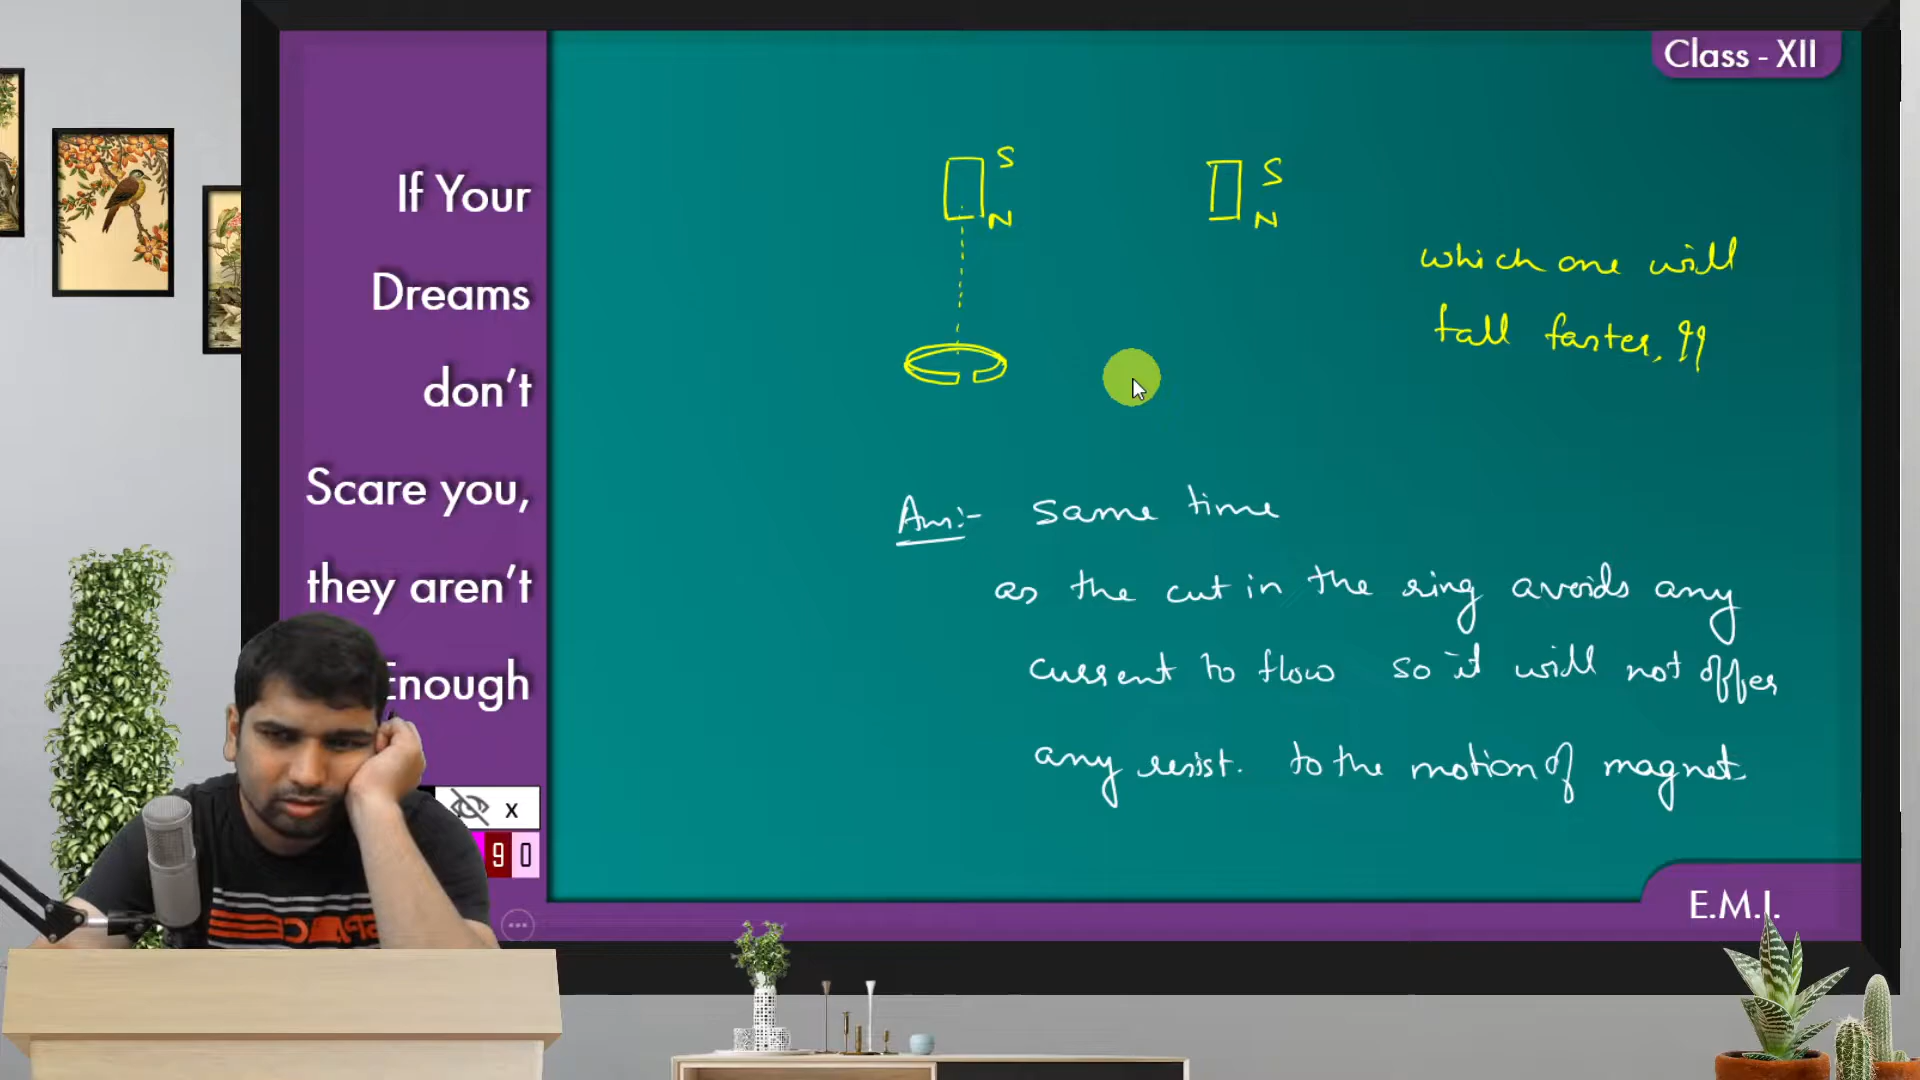 Class - XII
If Your
Dreams
don't
Scare you,
they aren't
Enough
S
N
S
N
which one will
fall faster, ??
Ans:- Same time
as the cut in the ring avoids any
current to flow so it will not offer
any resist. to the motion of magnet
x
9 0
E.M.I.